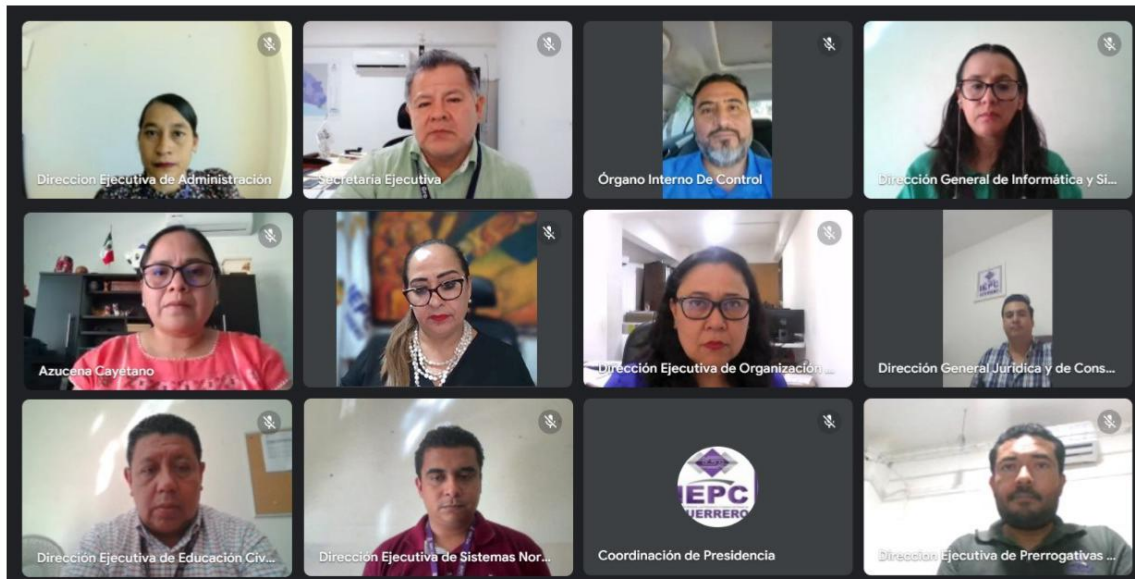 Direccion Ejecutiva de Administración
Secretaría Ejecutiva
Órgano Interno De Control
Dirección General de Informática y Si...
Azucena Cayetano
Dirección Ejecutiva de Organización ...
IEPC
Dirección General Jurídica y de Cons...
Dirección Ejecutiva de Educación Civ...
Dirección Ejecutiva de Sistemas Nor...
IEPC
GUERRERO
Coordinación de Presidencia
Direccion Ejecutiva de Prerrogativas ...